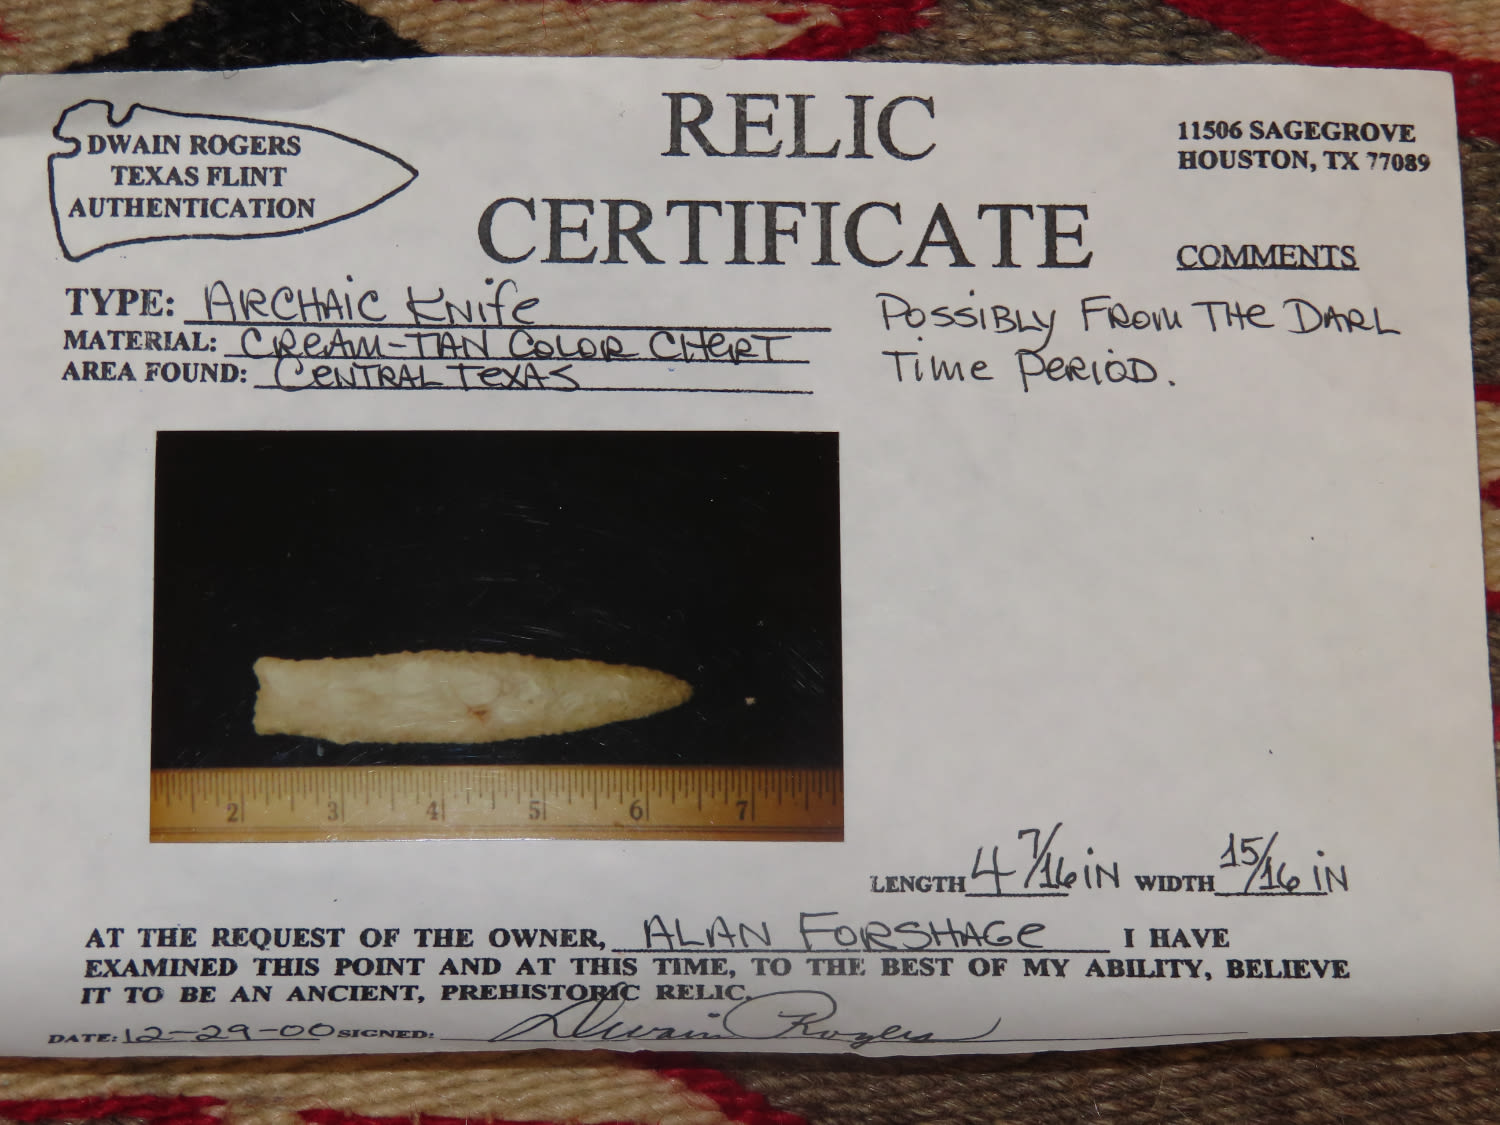 DWAIN ROGERS
TEXAS FLINT
AUTHENTICATION
RELIC
CERTIFICATE
11506 SAGEGROVE
HOUSTON, TX 77089
COMMENTS
TYPE: ARCHAIC KNIFE
MATERIAL: CREAM-TAN COLOR CHERT
AREA FOUND: CENTRAL TEXAS
POSSIBLY FROM THE DARL
TIME PERIOD.
2 3 4 5 6 7
LENGTH 4 7/16 IN WIDTH 15/16 IN
AT THE REQUEST OF THE OWNER, ALAN FORSHAGE I HAVE
EXAMINED THIS POINT AND AT THIS TIME, TO THE BEST OF MY ABILITY, BELIEVE
IT TO BE AN ANCIENT, PREHISTORIC RELIC.
DATE: 12-29-00 SIGNED: Dwain Rogers